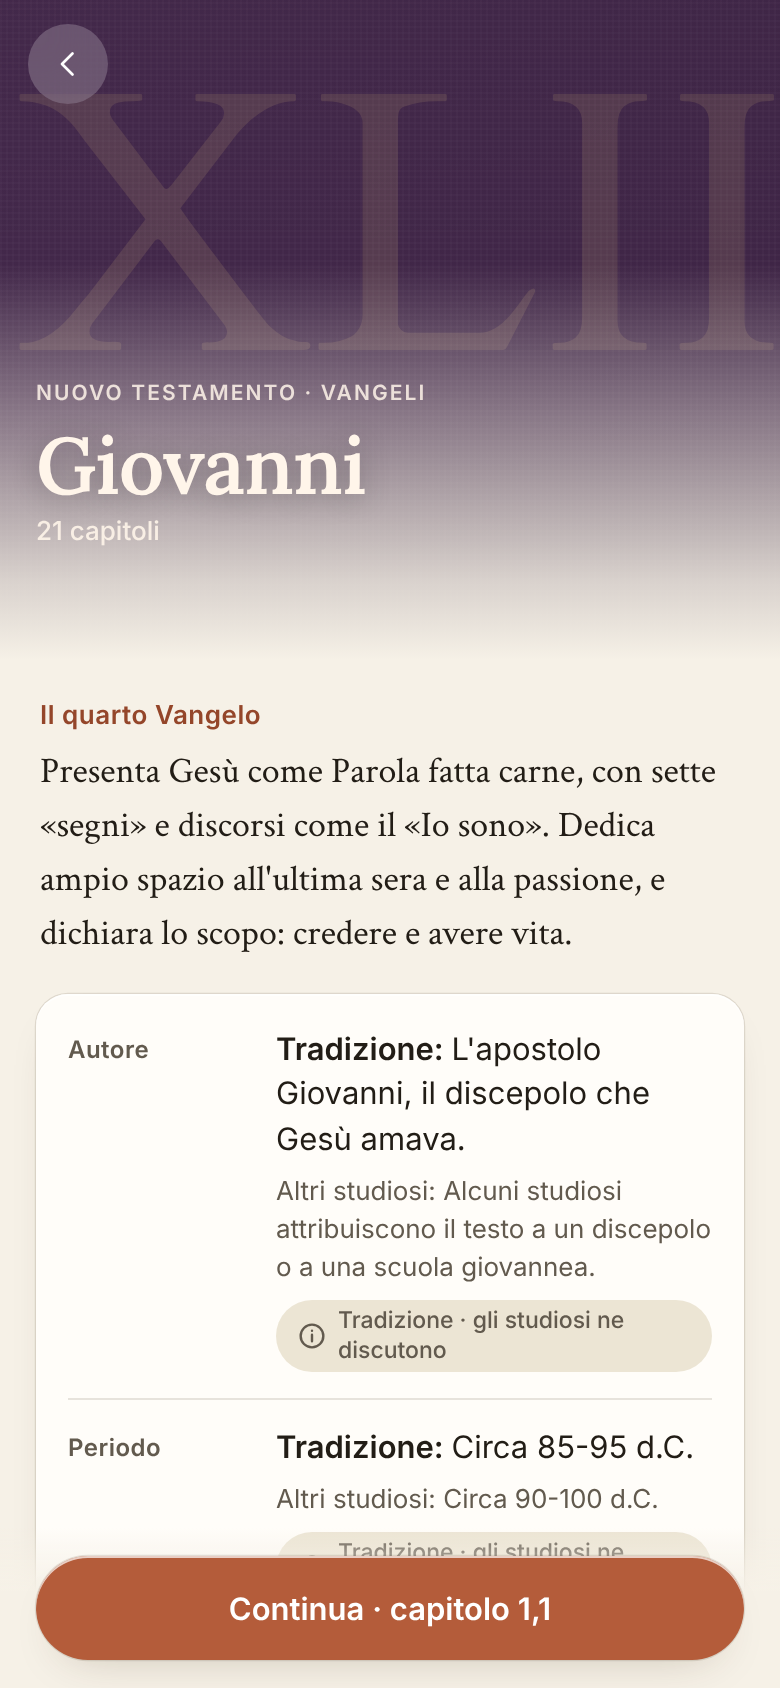 XLII
NUOVO TESTAMENTO · VANGELI
Giovanni
21 capitoli
Il quarto Vangelo
Presenta Gesù come Parola fatta carne, con sette
«segni» e discorsi come il «Io sono». Dedica
ampio spazio all'ultima sera e alla passione, e
dichiara lo scopo: credere e avere vita.
Autore
Tradizione: L'apostolo
Giovanni, il discepolo che
Gesù amava.
Altri studiosi: Alcuni studiosi
attribuiscono il testo a un discepolo
o a una scuola giovannea.
Tradizione · gli studiosi ne
discutono
Periodo
Tradizione: Circa 85-95 d.C.
Altri studiosi: Circa 90-100 d.C.
Tradizione · gli studiosi ne
Continua · capitolo 1,1